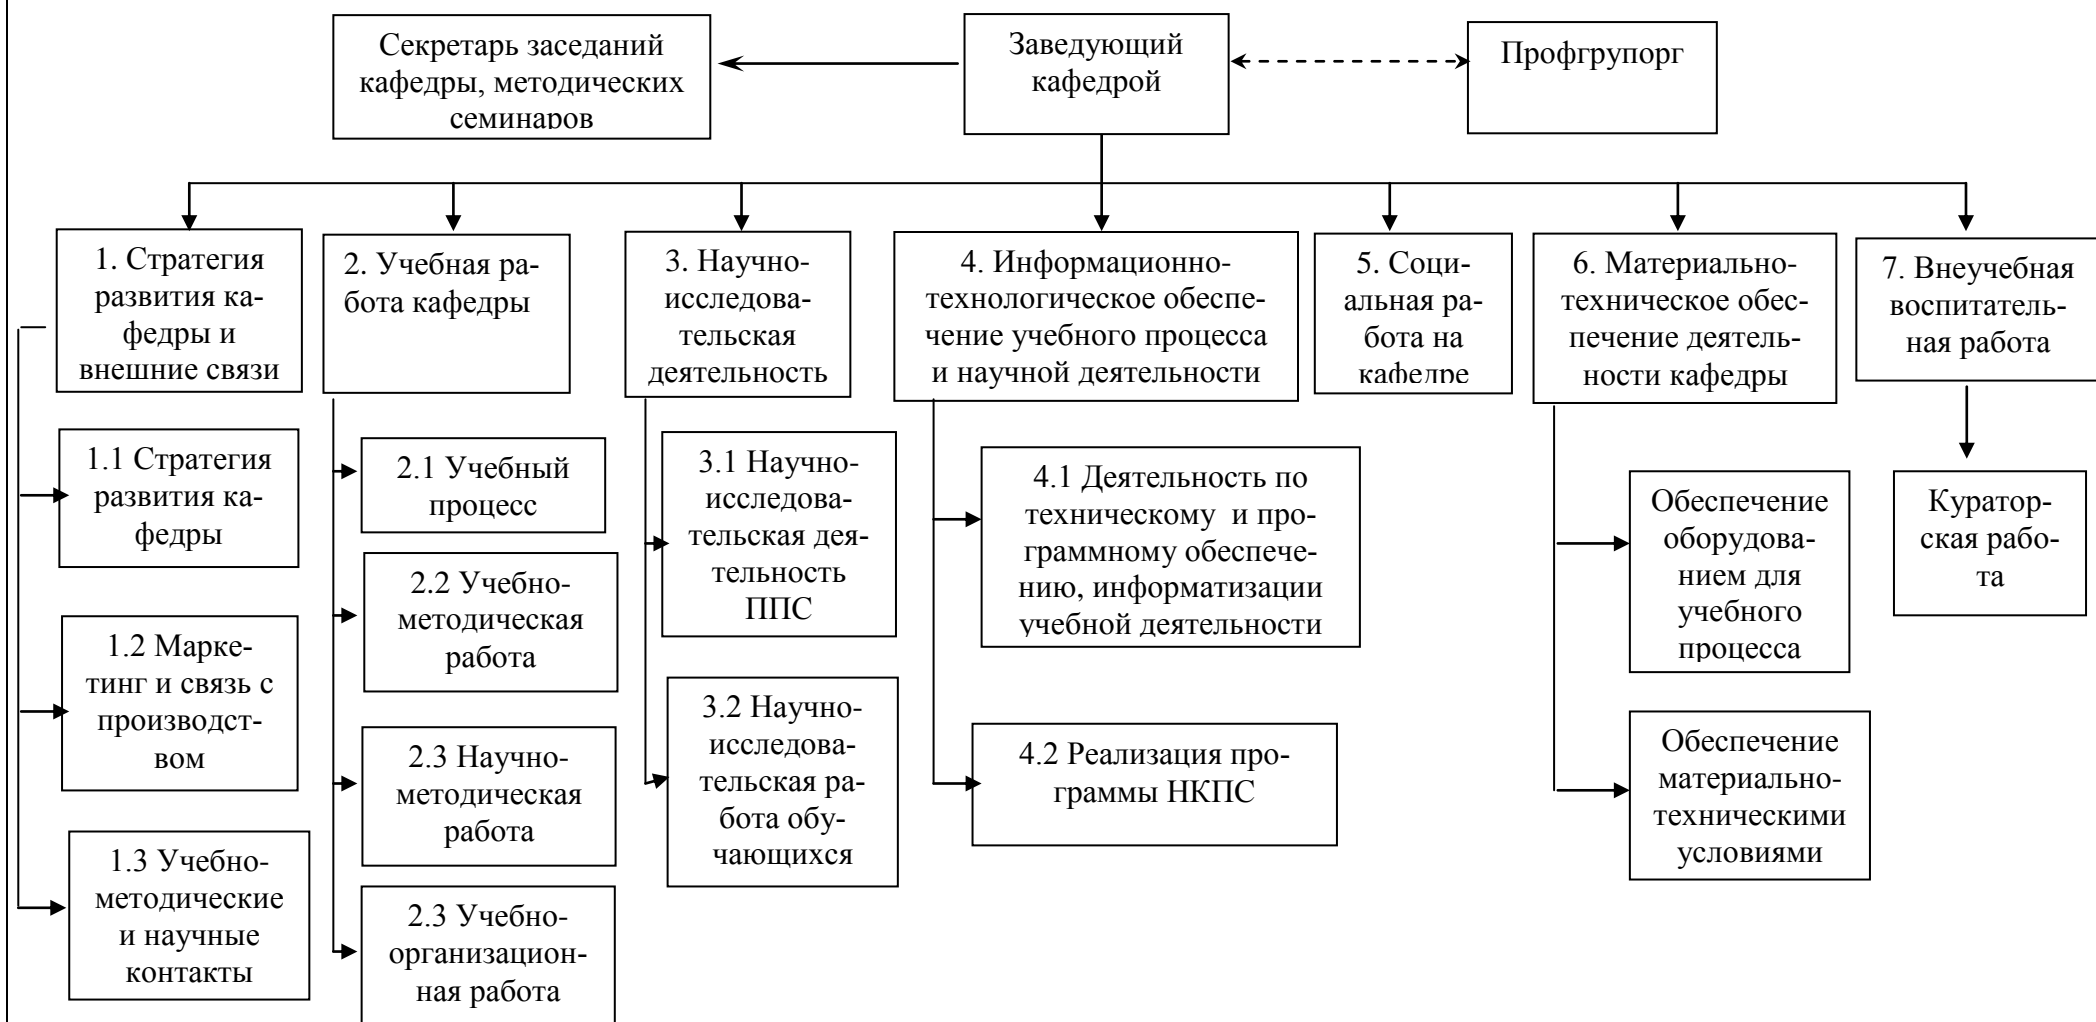 Секретарь заседаний
кафедры, методических
семинаров
Заведующий
кафедрой
Профгрупорг
1. Стратегия
развития ка-
федры и
внешние связи
2. Учебная ра-
бота кафедры
3. Научно-
исследова-
тельская
деятельность
4. Информационно-
технологическое обеспе-
чение учебного процесса
и научной деятельности
5. Соци-
альная ра-
бота на
кафедре
6. Материально-
техническое обес-
печение деятель-
ности кафедры
7. Внеучебная
воспитатель-
ная работа
1.1 Стратегия
развития ка-
федры
1.2 Марке-
тинг и связь с
производст-
вом
1.3 Учебно-
методические
и научные
контакты
2.1 Учебный
процесс
2.2 Учебно-
методическая
работа
2.3 Научно-
методическая
работа
2.3 Учебно-
организацион-
ная работа
3.1 Научно-
исследова-
тельская дея-
тельность
ППС
3.2 Научно-
исследова-
тельская ра-
бота обу-
чающихся
4.1 Деятельность по
техническому и про-
граммному обеспече-
нию, информатизации
учебной деятельности
4.2 Реализация про-
граммы НКПС
Обеспечение
оборудова-
нием для
учебного
процесса
Обеспечение
материально-
техническими
условиями
Куратор-
ская рабо-
та